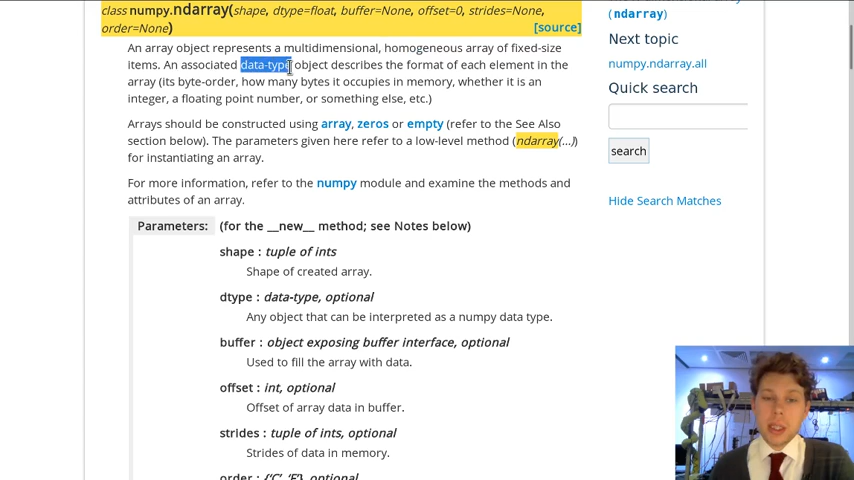 class numpy.ndarray(shape, dtype=float, buffer=None, offset=0, strides=None,
order=None)
[source]
An array object represents a multidimensional, homogeneous array of fixed-size
items. An associated data-type object describes the format of each element in the
array (its byte-order, how many bytes it occupies in memory, whether it is an
integer, a floating point number, or something else, etc.)
Arrays should be constructed using array, zeros or empty (refer to the See Also
section below). The parameters given here refer to a low-level method (ndarray(...))
for instantiating an array.
For more information, refer to the numpy module and examine the methods and
attributes of an array.
Parameters: (for the __new__ method; see Notes below)
shape : tuple of ints
Shape of created array.
dtype : data-type, optional
Any object that can be interpreted as a numpy data type.
buffer : object exposing buffer interface, optional
Used to fill the array with data.
offset : int, optional
Offset of array data in buffer.
strides : tuple of ints, optional
Strides of data in memory.
order : {'C', 'F'}, optional
(ndarray)
Next topic
numpy.ndarray.all
Quick search
search
Hide Search Matches